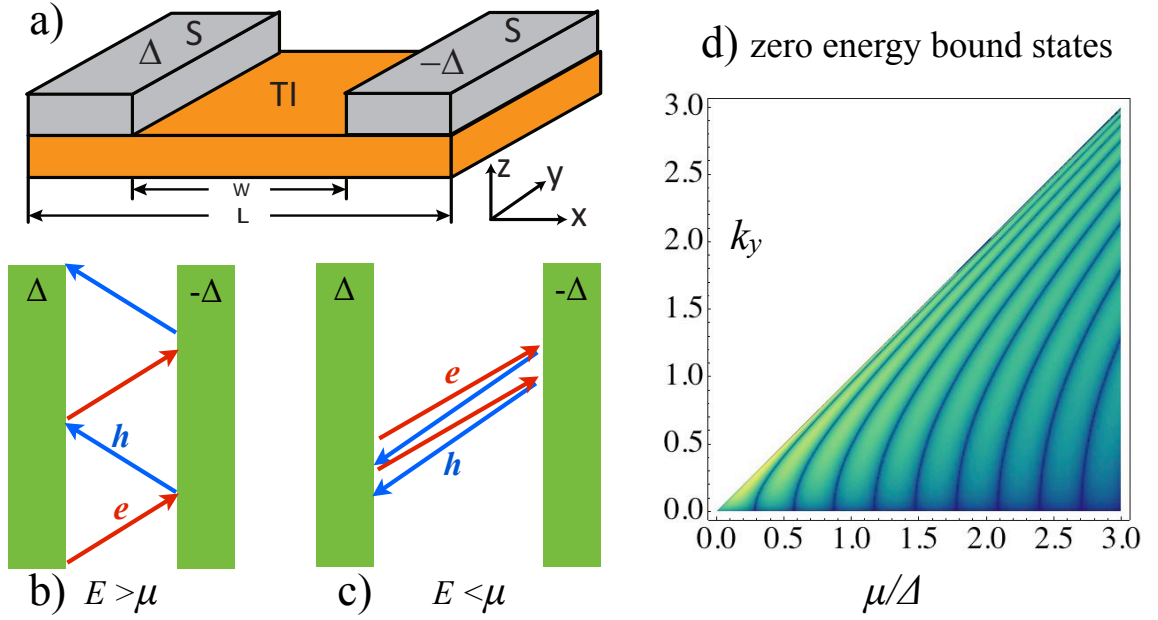 a)
S
S
Δ
−Δ
TI
w
L
z
y
x
Δ
-Δ
h
e
b) E >μ
Δ
-Δ
e
h
c) E <μ
d) zero energy bound states
3.0
2.5
2.0
1.5
1.0
0.5
0.0
k_y
0.0 0.5 1.0 1.5 2.0 2.5 3.0
μ/Δ